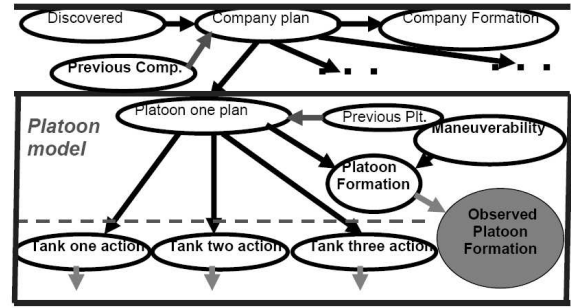 Discovered
Company plan
Company Formation
Previous Comp.
Platoon one plan
Previous Plt.
Maneuverability
Platoon
model
Platoon
Formation
Observed
Platoon
Formation
Tank one action
Tank two action
Tank three action